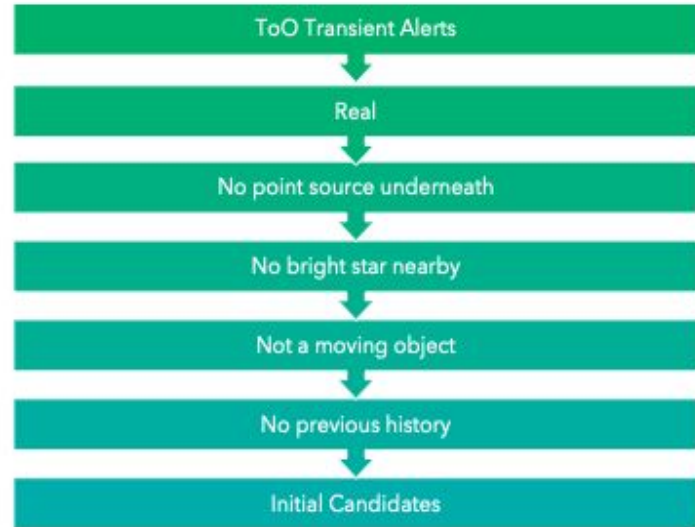 ToO Transient Alerts
Real
No point source underneath
No bright star nearby
Not a moving object
No previous history
Initial Candidates